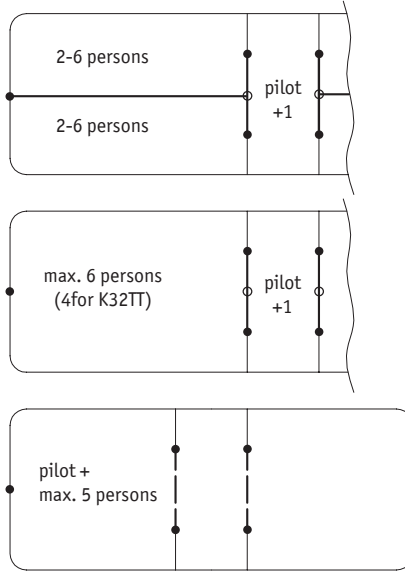 2-6 persons
2-6 persons
pilot
+1
max. 6 persons
(4for K32TT)
pilot
+1
pilot +
max. 5 persons